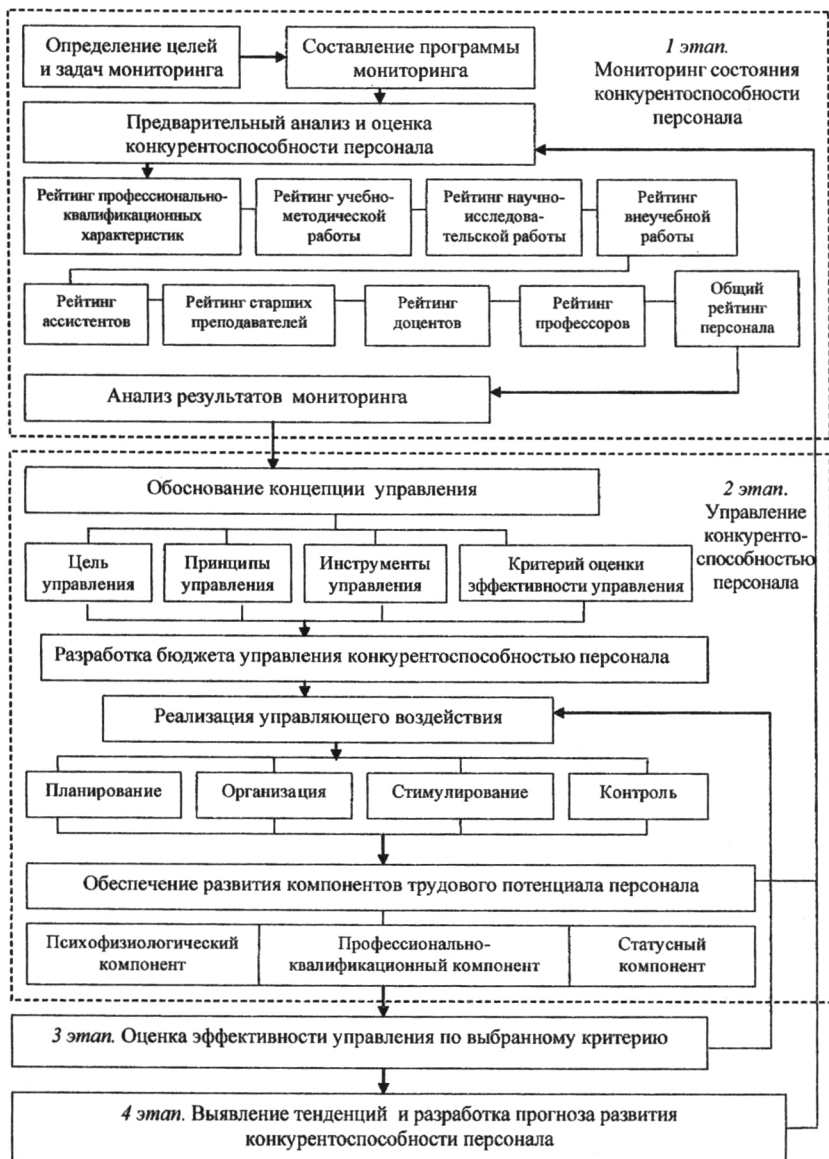 Определение целей
и задач мониторинга
Составление программы
мониторинга
1 этап.
Мониторинг состояния
конкурентоспособности
персонала
Предварительный анализ и оценка
конкурентоспособности персонала
Рейтинг профессионально-
квалификационных
характеристик
Рейтинг учебно-
методической
работы
Рейтинг научно-
исследова-
тельской работы
Рейтинг
внеучебной
работы
Рейтинг
ассистентов
Рейтинг старших
преподавателей
Рейтинг
доцентов
Рейтинг
профессоров
Общий
рейтинг
персонала
Анализ результатов мониторинга
Обоснование концепции управления
2 этап.
Управление
конкуренто-
способностью
персонала
Цель
управления
Принципы
управления
Инструменты
управления
Критерий оценки
эффективности управления
Разработка бюджета управления конкурентоспособностью персонала
Реализация управляющего воздействия
Планирование
Организация
Стимулирование
Контроль
Обеспечение развития компонентов трудового потенциала персонала
Психофизиологический
компонент
Профессионально-
квалификационный компонент
Статусный
компонент
3 этап. Оценка эффективности управления по выбранному критерию
4 этап. Выявление тенденций и разработка прогноза развития
конкурентоспособности персонала